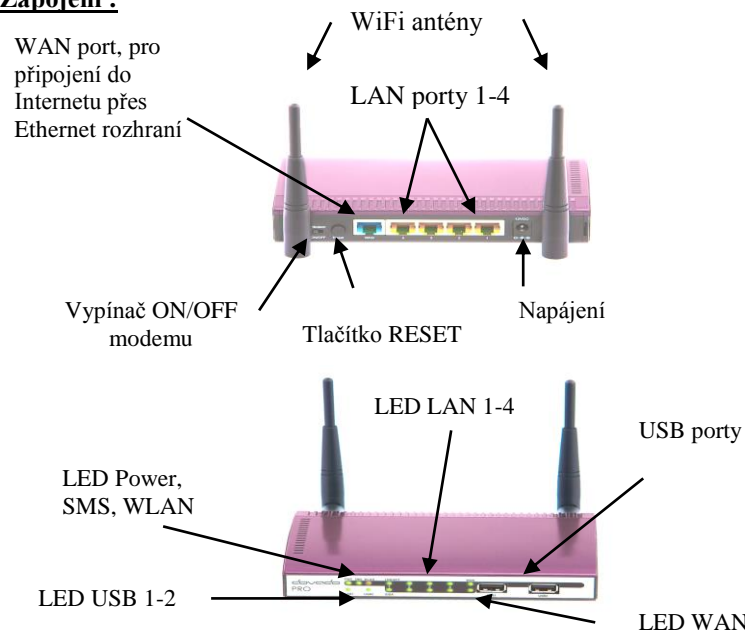 Zapojení :
WiFi antény
WAN port, pro
připojení do
Internetu přes
Ethernet rozhraní
LAN porty 1-4
Vypínač ON/OFF
modemu
Tlačítko RESET
Napájení
LED LAN 1-4
USB porty
LED Power,
SMS, WLAN
PRO
LED USB 1-2
LED WAN